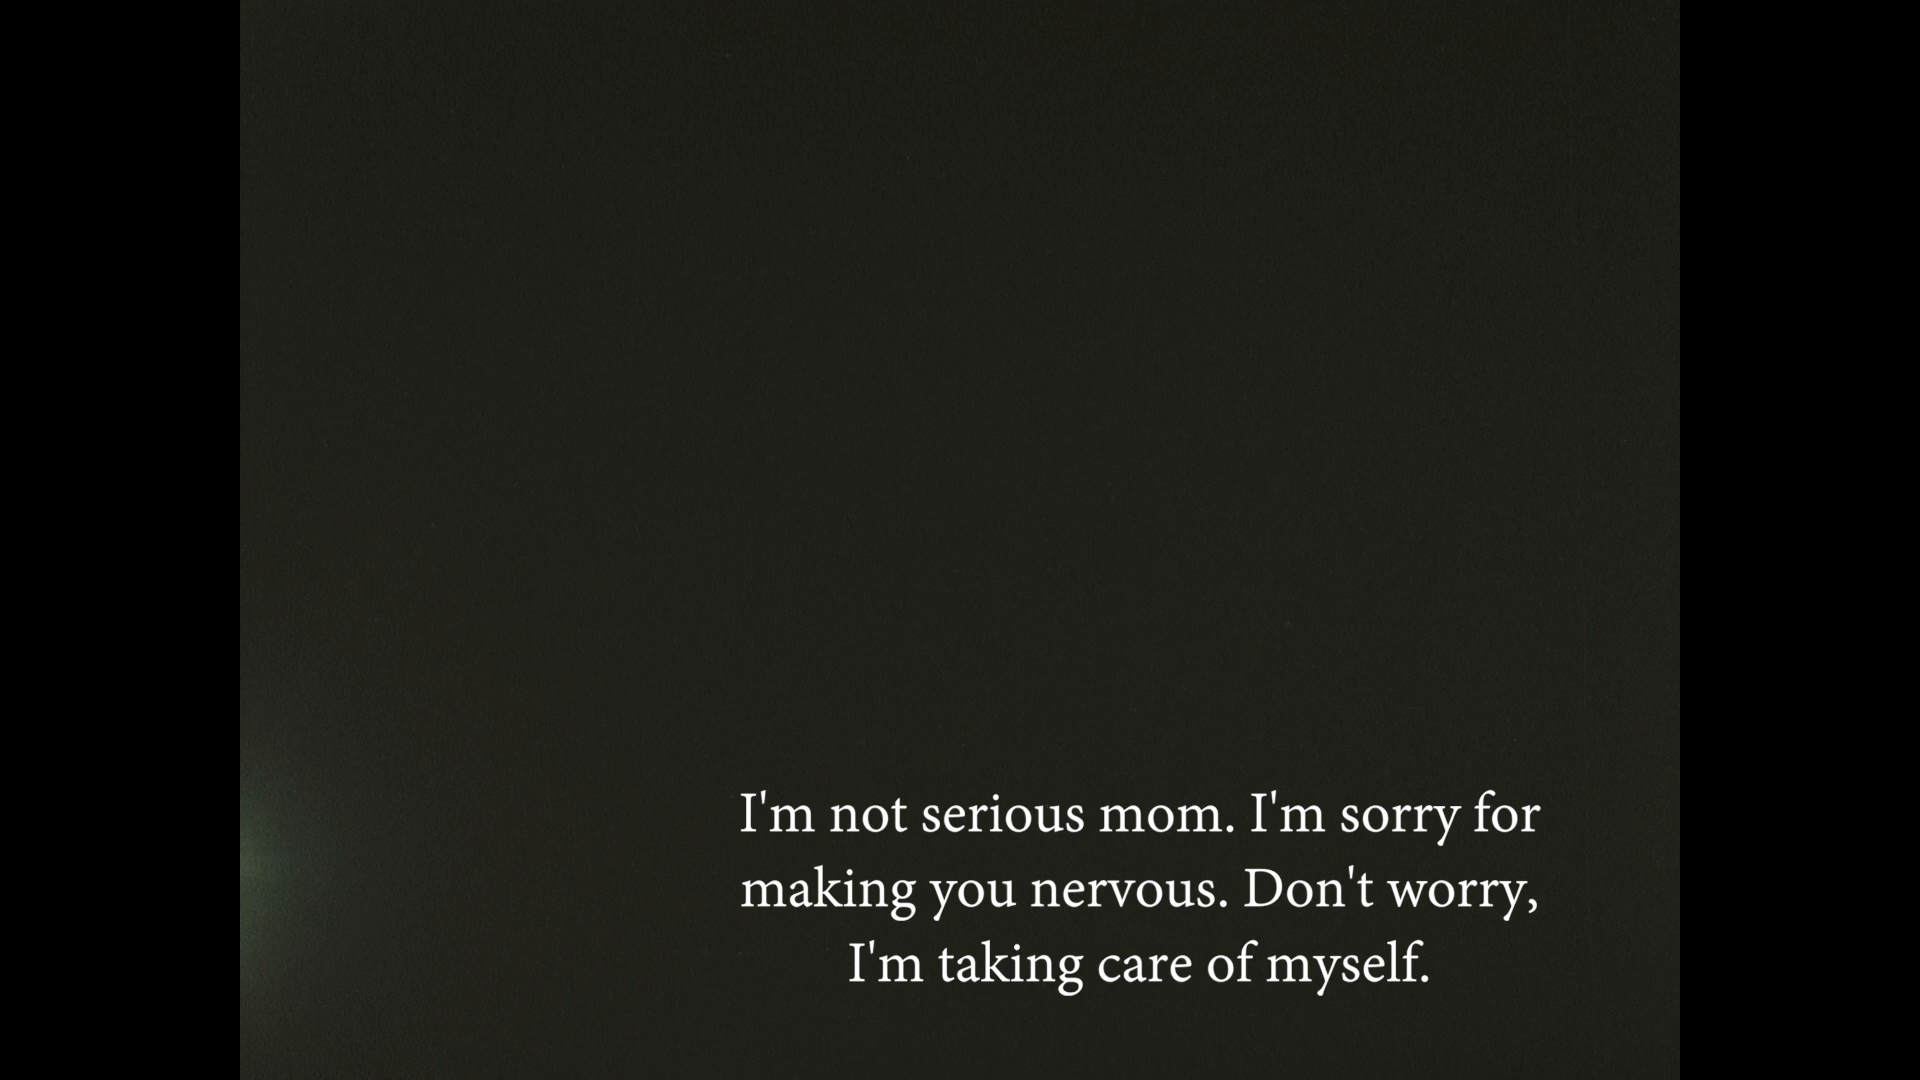 I'm not serious mom. I'm sorry for
making you nervous. Don't worry,
I'm taking care of myself.